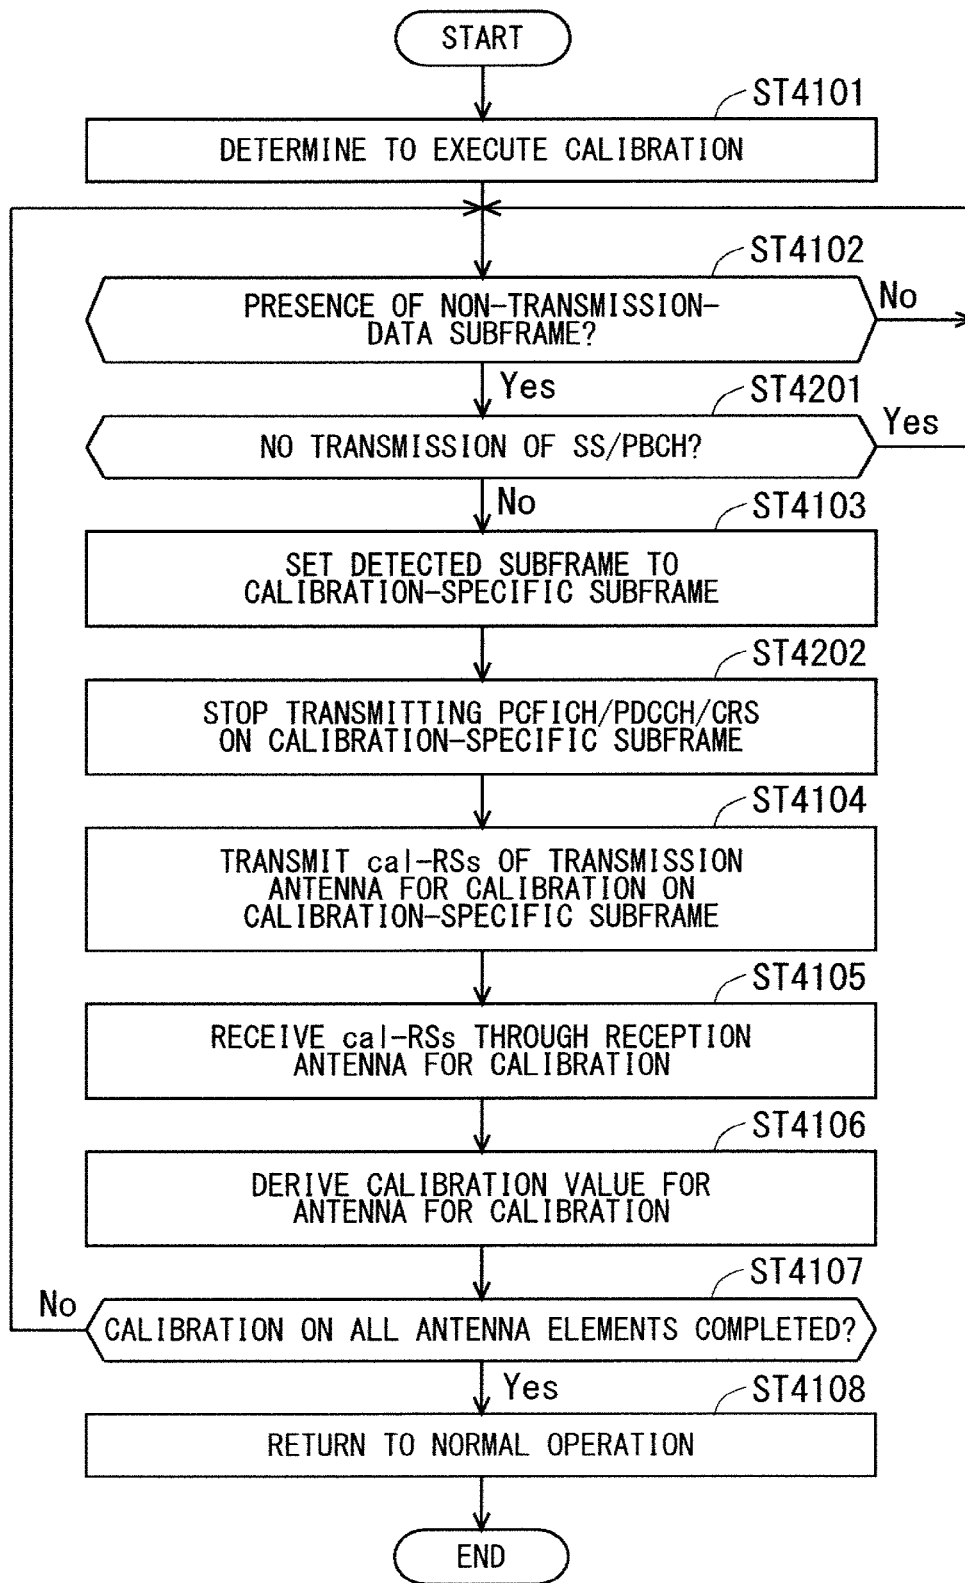 START
ST4101
DETERMINE TO EXECUTE CALIBRATION
ST4102
PRESENCE OF NON-TRANSMISSION-
DATA SUBFRAME?
No
Yes
ST4201
NO TRANSMISSION OF SS/PBCH?
Yes
No
ST4103
SET DETECTED SUBFRAME TO
CALIBRATION-SPECIFIC SUBFRAME
ST4202
STOP TRANSMITTING PCFICH/PDCCH/CRS
ON CALIBRATION-SPECIFIC SUBFRAME
ST4104
TRANSMIT cal-RSs OF TRANSMISSION
ANTENNA FOR CALIBRATION ON
CALIBRATION-SPECIFIC SUBFRAME
ST4105
RECEIVE cal-RSs THROUGH RECEPTION
ANTENNA FOR CALIBRATION
ST4106
DERIVE CALIBRATION VALUE FOR
ANTENNA FOR CALIBRATION
ST4107
No
CALIBRATION ON ALL ANTENNA ELEMENTS COMPLETED?
Yes
ST4108
RETURN TO NORMAL OPERATION
END